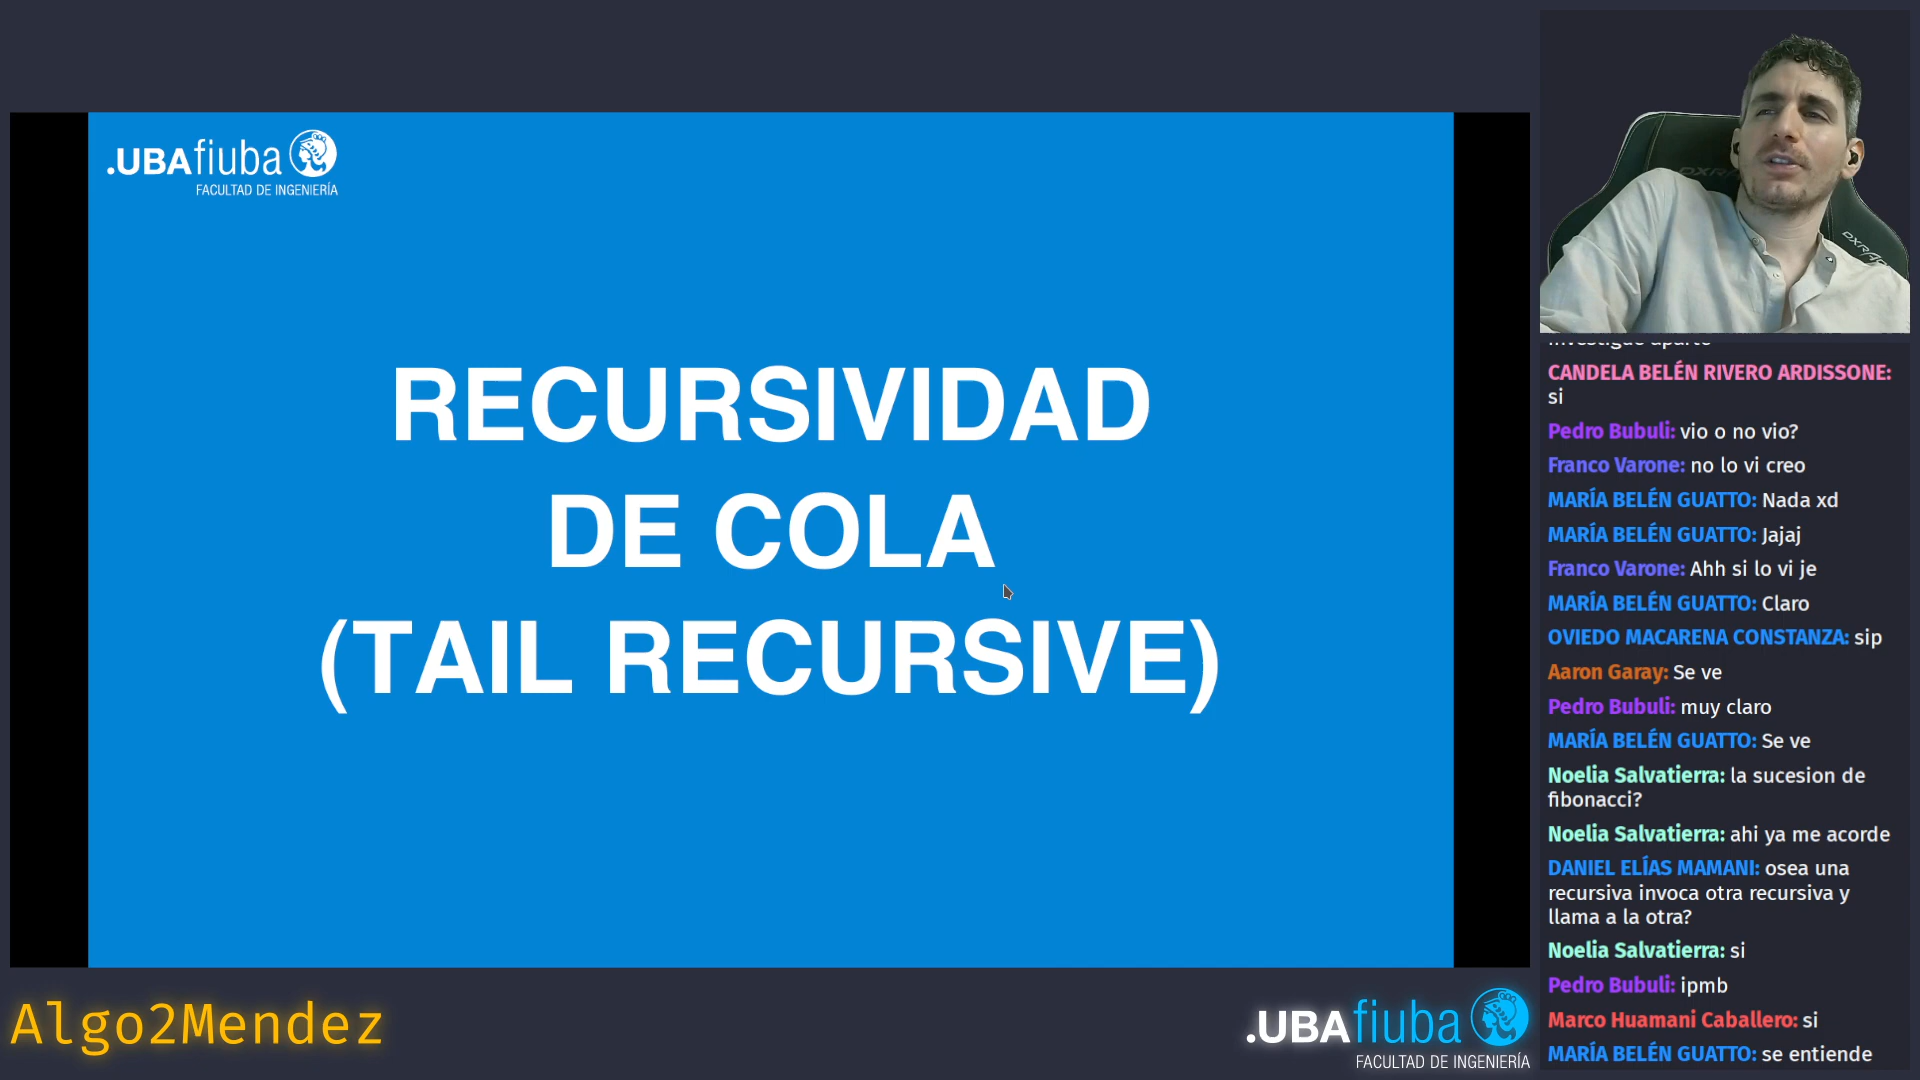 .UBAfiuba
FACULTAD DE INGENIERÍA
RECURSIVIDAD
DE COLA
(TAIL RECURSIVE)
Algo2Mendez
.UBAfiuba
FACULTAD DE INGENIERÍA
CANDELA BELÉN RIVERO ARDISSONE:
si
Pedro Bubuli: vio o no vio?
Franco Varone: no lo vi creo
MARÍA BELÉN GUATTO: Nada xd
MARÍA BELÉN GUATTO: Jajaj
Franco Varone: Ahh si lo vi je
MARÍA BELÉN GUATTO: Claro
OVIEDO MACARENA CONSTANZA: sip
Aaron Garay: Se ve
Pedro Bubuli: muy claro
MARÍA BELÉN GUATTO: Se ve
Noelia Salvatierra: la sucesion de
fibonacci?
Noelia Salvatierra: ahi ya me acorde
DANIEL ELÍAS MAMANI: osea una
recursiva invoca otra recursiva y
llama a la otra?
Noelia Salvatierra: si
Pedro Bubuli: ipmb
Marco Huamani Caballero: si
MARÍA BELÉN GUATTO: se entiende